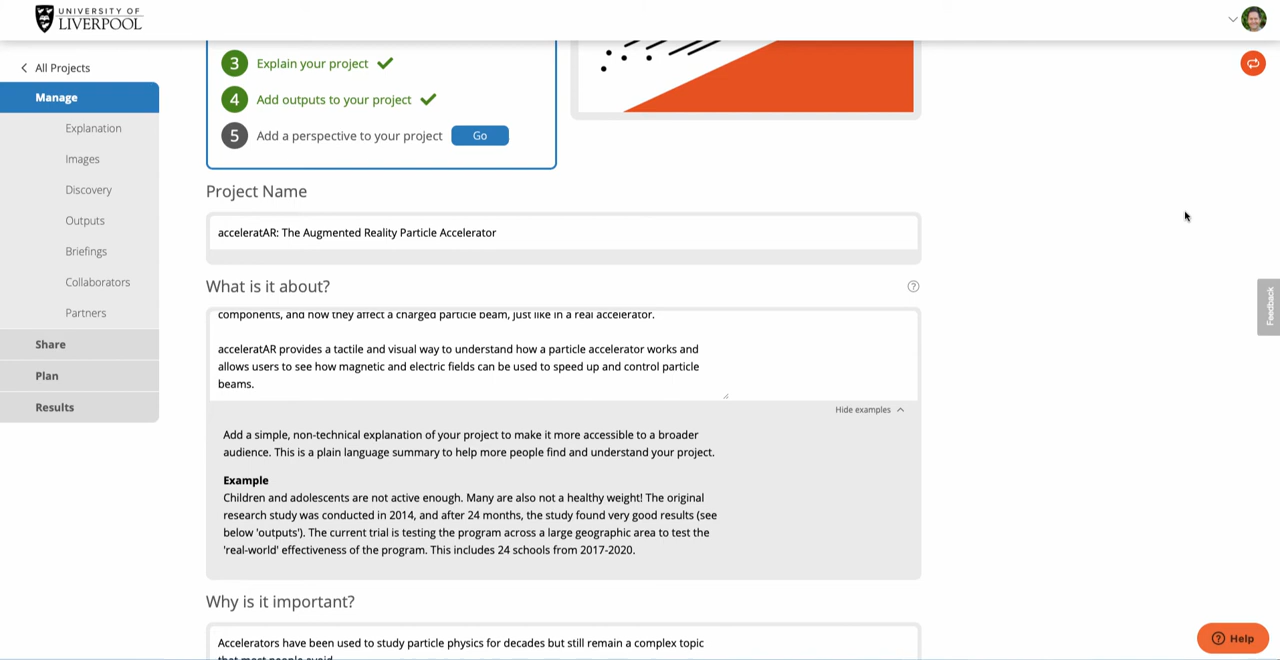 UNIVERSITY OF
LIVERPOOL
All Projects
Manage
Explanation
Images
Discovery
Outputs
Briefings
Collaborators
Partners
Share
Plan
Results
3 Explain your project
4 Add outputs to your project
5 Add a perspective to your project Go
Project Name
acceleratAR: The Augmented Reality Particle Accelerator
What is it about?
components, and how they affect a charged particle beam, just like in a real accelerator.
acceleratAR provides a tactile and visual way to understand how a particle accelerator works and
allows users to see how magnetic and electric fields can be used to speed up and control particle
beams.
Hide examples
Add a simple, non-technical explanation of your project to make it more accessible to a broader
audience. This is a plain language summary to help more people find and understand your project.
Example
Children and adolescents are not active enough. Many are also not a healthy weight! The original
research study was conducted in 2014, and after 24 months, the study found very good results (see
below 'outputs'). The current trial is testing the program across a large geographic area to test the
'real-world' effectiveness of the program. This includes 24 schools from 2017-2020.
Why is it important?
Accelerators have been used to study particle physics for decades but still remain a complex topic
that most people avoid.
Feedback
Help